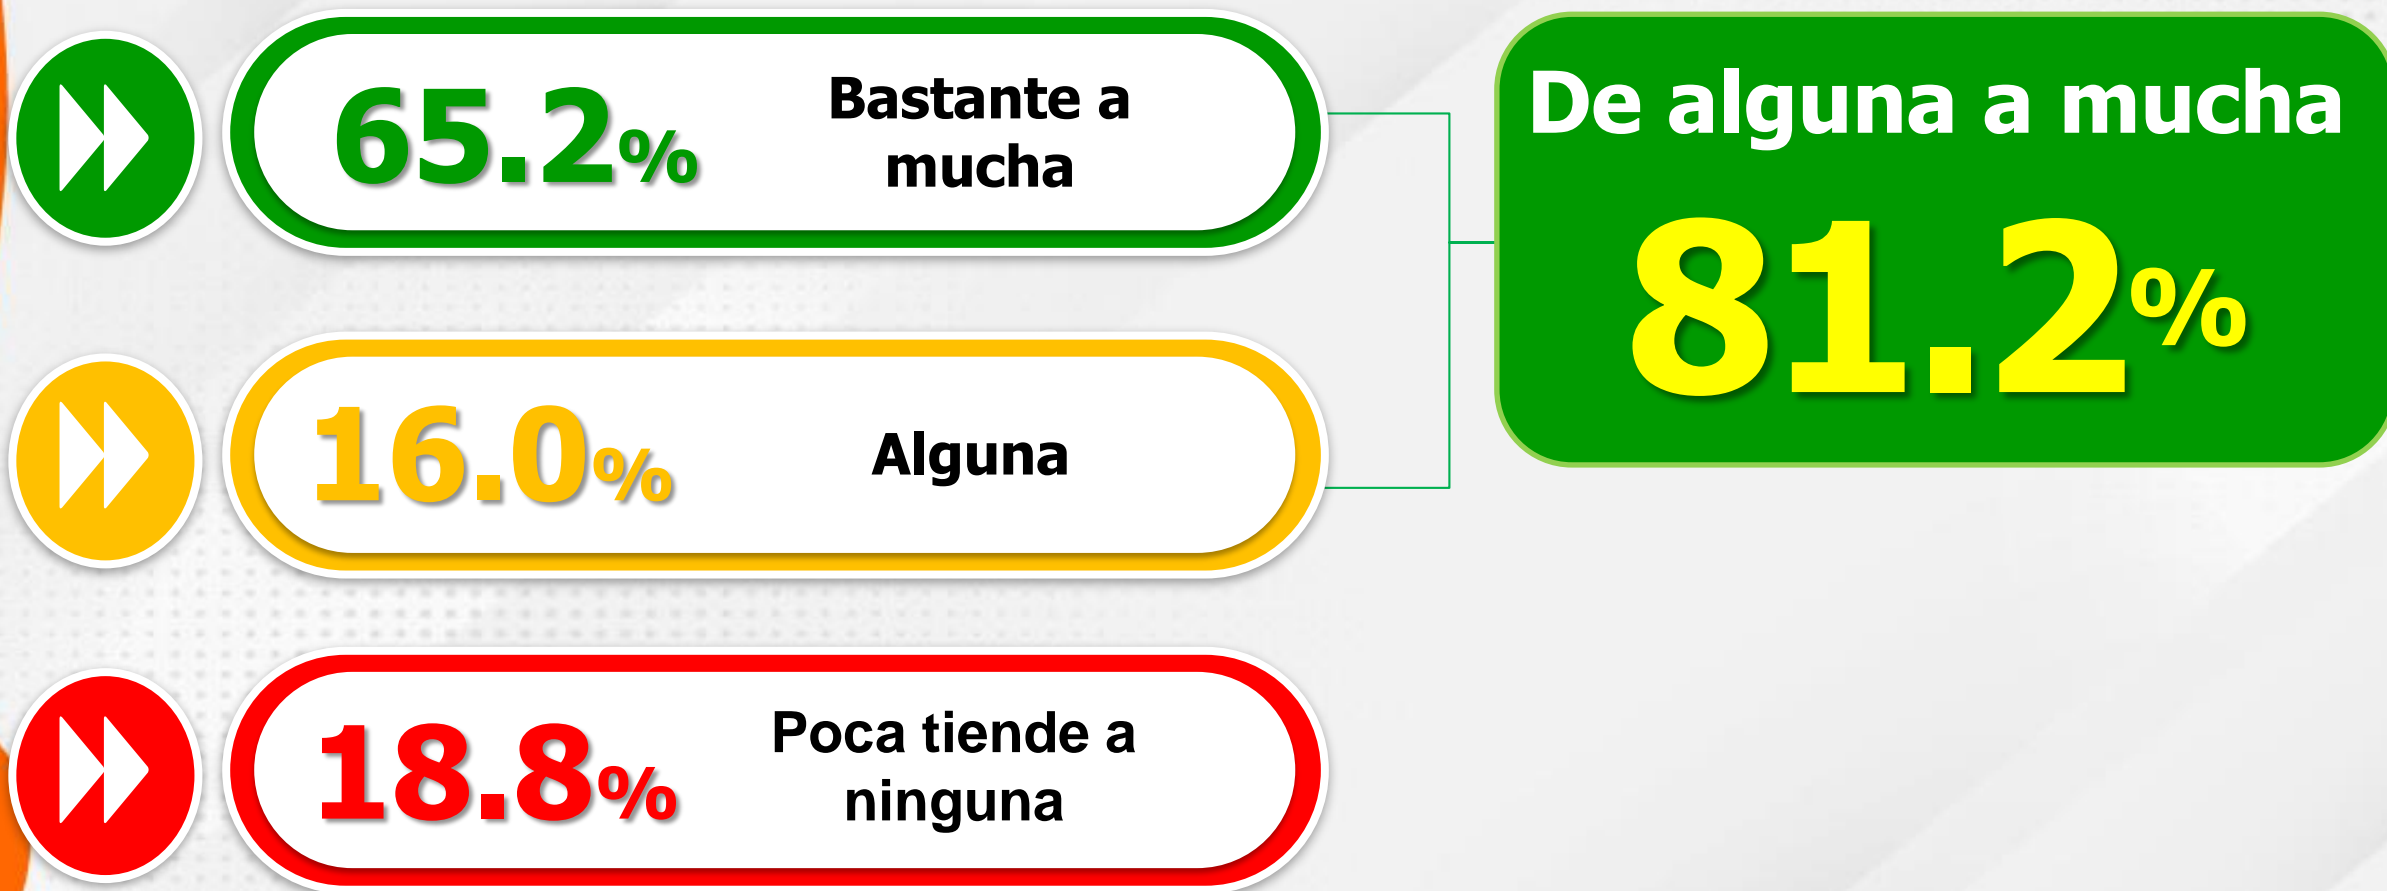 65.2%
Bastante a
mucha
De alguna a mucha
81.2%
16.0%
Alguna
18.8%
Poca tiende a
ninguna